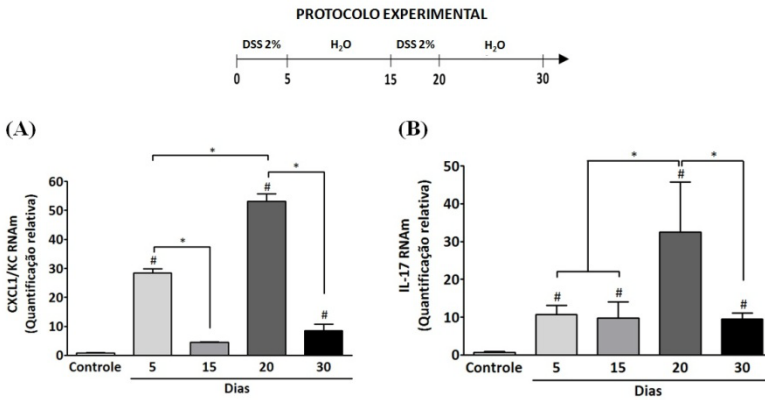 PROTOCOLO EXPERIMENTAL
DSS 2% H₂O DSS 2% H₂O
0 5 15 20 30
(A)
CXCL1/KC RNAm
(Quantificação relativa)
60
50
40
30
20
10
0
*
*
*
#
#
#
Controle 5 15 20 30
Dias
(B)
IL-17 RNAm
(Quantificação relativa)
50
40
30
20
10
0
*
*
#
#
#
#
Controle 5 15 20 30
Dias